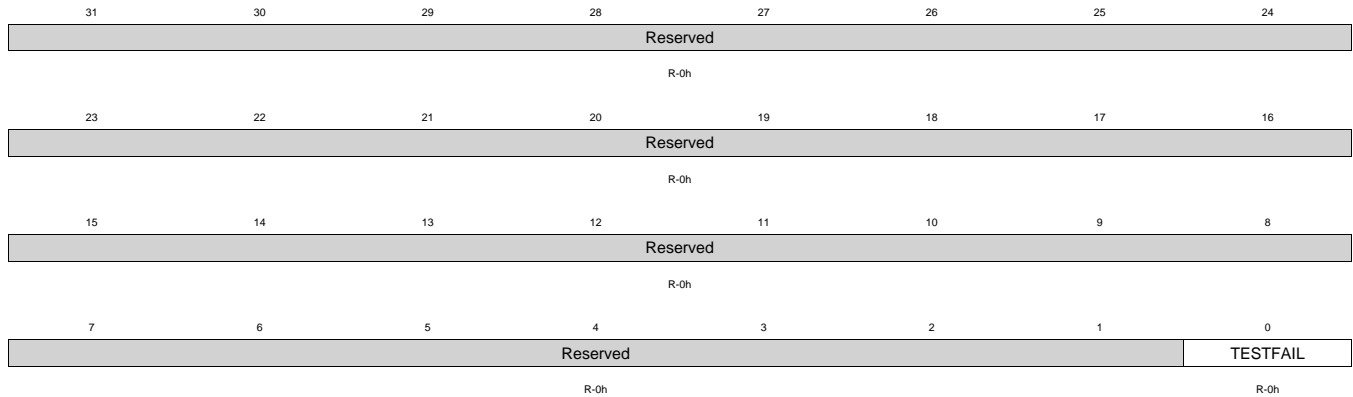 31 30 29 28 27 26 25 24
Reserved
R-0h
23 22 21 20 19 18 17 16
Reserved
R-0h
15 14 13 12 11 10 9 8
Reserved
R-0h
7 6 5 4 3 2 1 0
Reserved TESTFAIL
R-0h R-0h